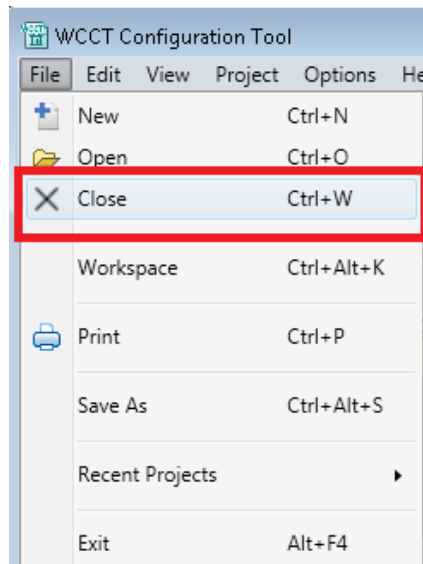 WCCT Configuration Tool
File Edit View Project Options He
New Ctrl+N
Open Ctrl+O
Close Ctrl+W
Workspace Ctrl+Alt+K
Print Ctrl+P
Save As Ctrl+Alt+S
Recent Projects
Exit Alt+F4